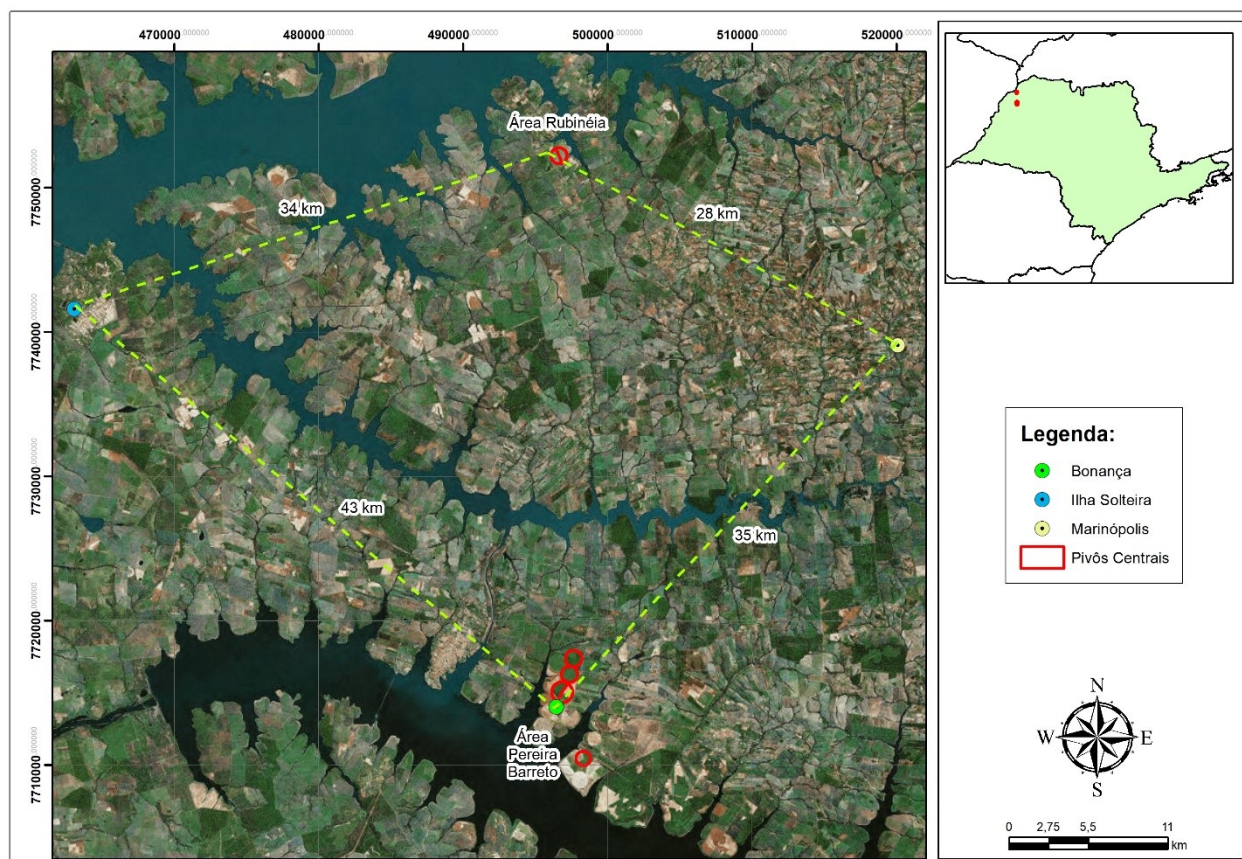 470000,000000 480000,000000 490000,000000 500000,000000 510000,000000 520000,000000
Área Rubinéia
7750000,000000
34 km
28 km
7740000,000000
7730000,000000
43 km
35 km
7720000,000000
Área
Pereira
Barreto
7710000,000000
Legenda:
Bonança
Ilha Solteira
Marinópolis
Pivôs Centrais
N
W E
S
0 2,75 5,5 11
km